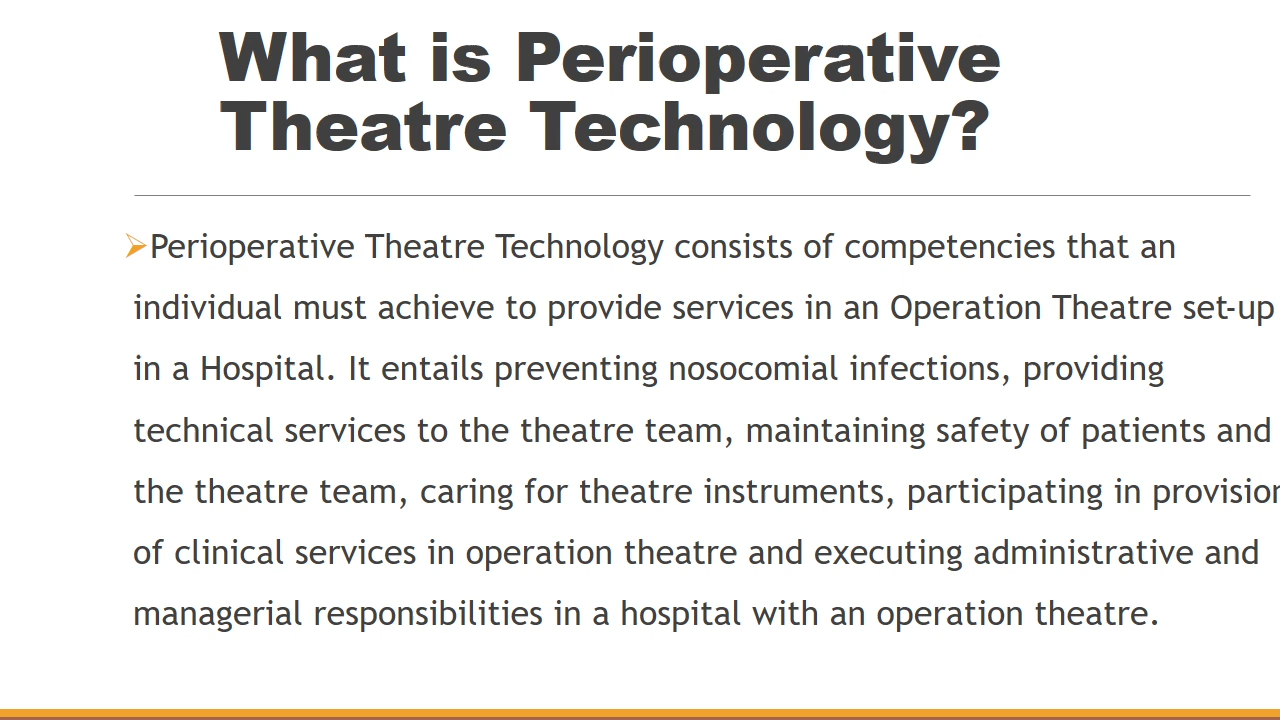 What is Perioperative
Theatre Technology?
Perioperative Theatre Technology consists of competencies that an
individual must achieve to provide services in an Operation Theatre set-up
in a Hospital. It entails preventing nosocomial infections, providing
technical services to the theatre team, maintaining safety of patients and
the theatre team, caring for theatre instruments, participating in provision
of clinical services in operation theatre and executing administrative and
managerial responsibilities in a hospital with an operation theatre.